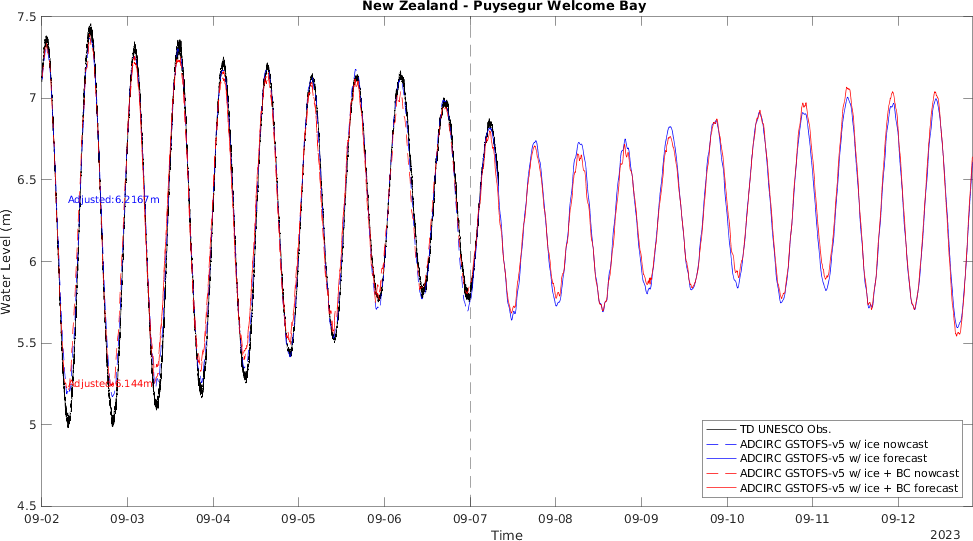 New Zealand - Puysegur Welcome Bay
7.5
7
6.5
6
5.5
5
4.5
Water Level (m)
Adjusted:6.2167m
Adjusted:6.144m
TD UNESCO Obs.
ADCIRC GSTOFS-v5 w/ ice nowcast
ADCIRC GSTOFS-v5 w/ ice forecast
ADCIRC GSTOFS-v5 w/ ice + BC nowcast
ADCIRC GSTOFS-v5 w/ ice + BC forecast
09-02 09-03 09-04 09-05 09-06 09-07 09-08 09-09 09-10 09-11 09-12
Time
2023